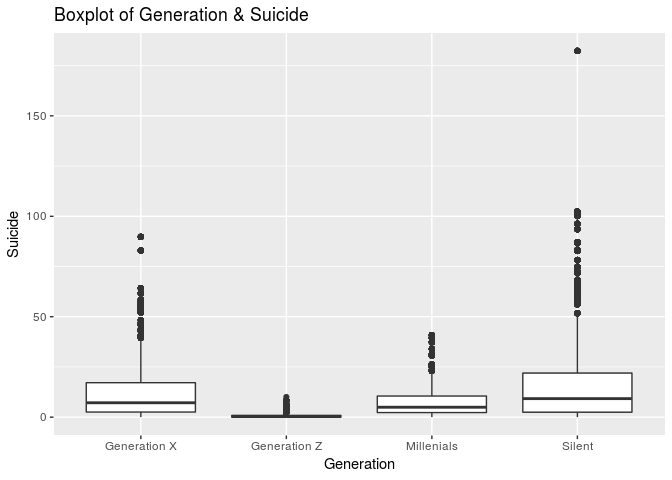 Boxplot of Generation & Suicide
150
100
50
0
Suicide
Generation X
Generation Z
Millenials
Silent
Generation